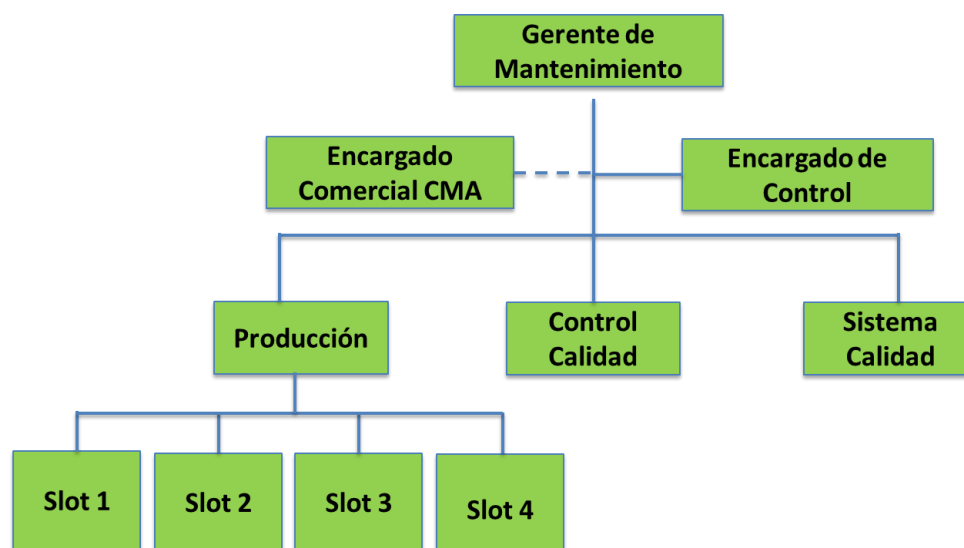 Gerente de
Mantenimiento
Encargado
Comercial CMA
Encargado de
Control
Producción
Control
Calidad
Sistema
Calidad
Slot 1
Slot 2
Slot 3
Slot 4